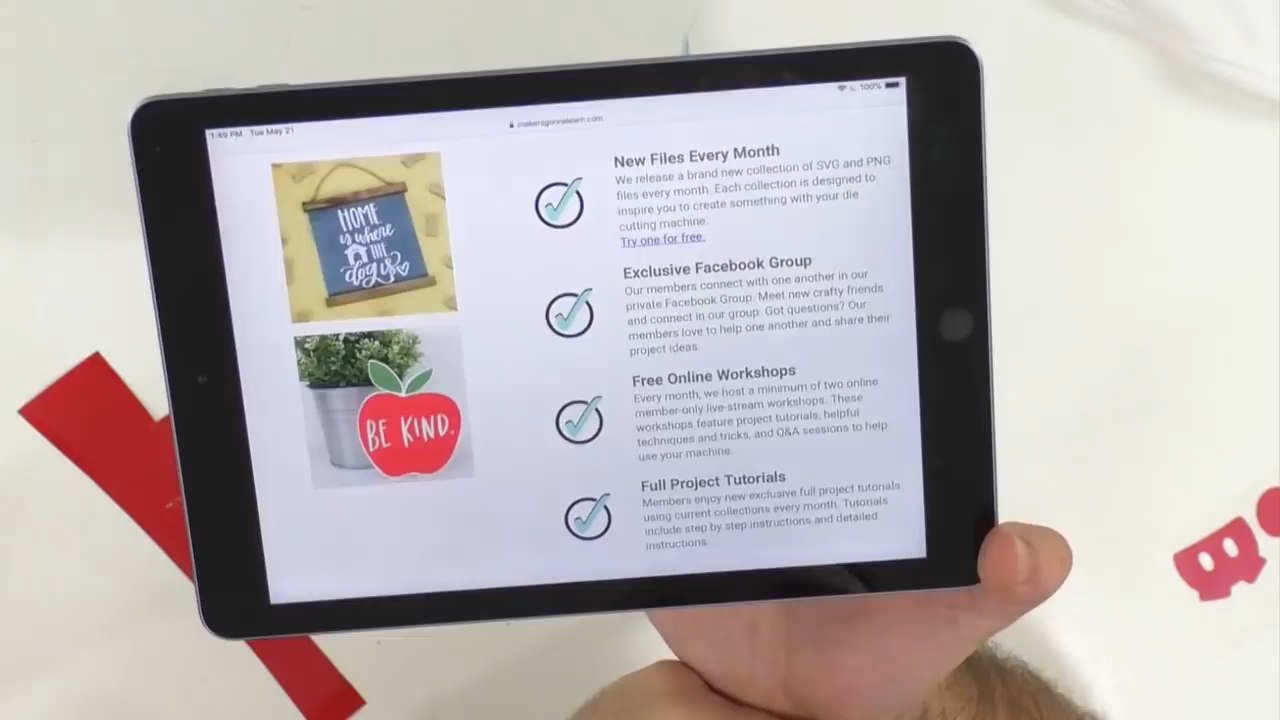 1:49 PM Tue May 21
makersgonnalearn.com
100%
HOME
is where
THE
dog is
BE KIND.
New Files Every Month
We release a brand new collection of SVG and PNG
files every month. Each collection is designed to
inspire you to create something with your die
cutting machine.
Try one for free.
Exclusive Facebook Group
Our members connect with one another in our
private Facebook Group. Meet new crafty friends
and connect in our group. Got questions? Our
members love to help one another and share their
project ideas.
Free Online Workshops
Every month, we host a minimum of two online
member-only live-stream workshops. These
workshops feature project tutorials, helpful
techniques and tricks, and Q&A sessions to help
use your machine.
Full Project Tutorials
Members enjoy new exclusive full project tutorials
using current collections every month. Tutorials
include step by step instructions and detailed
instructions.